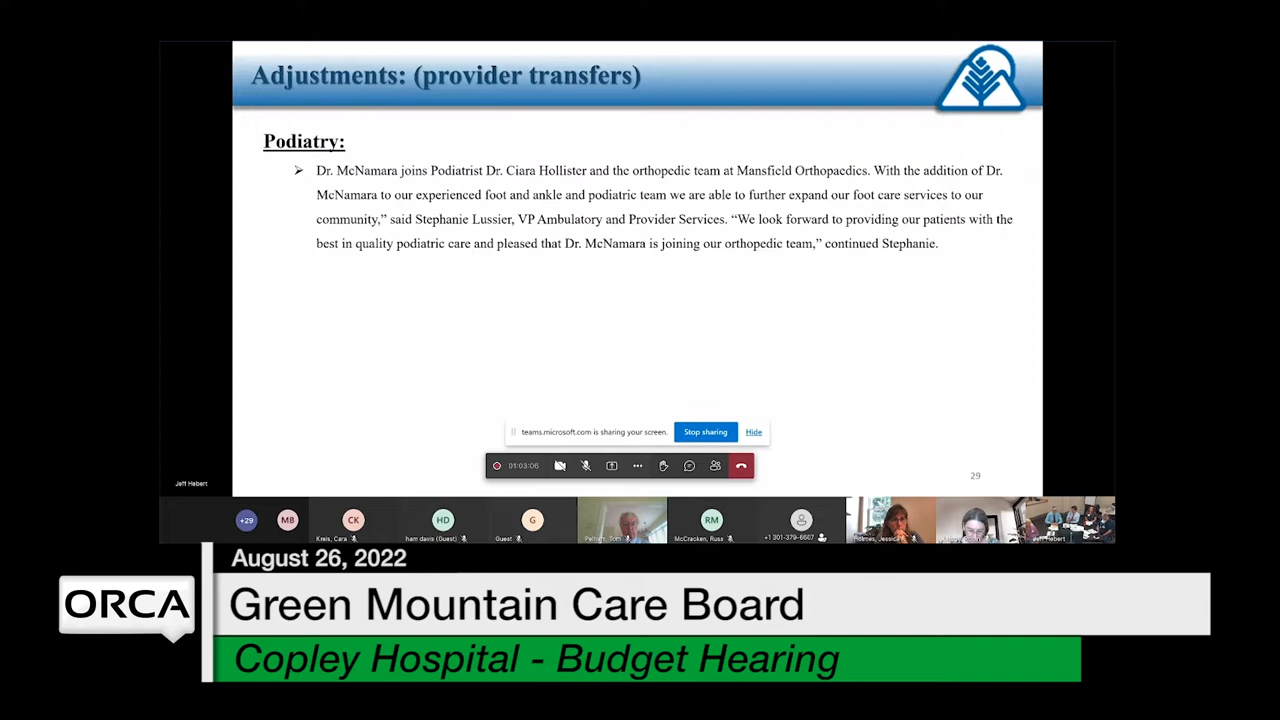 Adjustments: (provider transfers)
Podiatry:
➢ Dr. McNamara joins Podiatrist Dr. Ciara Hollister and the orthopedic team at Mansfield Orthopaedics. With the addition of Dr.
McNamara to our experienced foot and ankle and podiatric team we are able to further expand our foot care services to our
community,” said Stephanie Lussier, VP Ambulatory and Provider Services. “We look forward to providing our patients with the
best in quality podiatric care and pleased that Dr. McNamara is joining our orthopedic team,” continued Stephanie.
teams.microsoft.com is sharing your screen. Stop sharing Hide
01:03:06
29
Jeff Hebert
+29 MB CK HD G RM
Kreis, Cara ham davis (Guest) Guest Pelham, Tom McCracken, Russ +1 301-379-6667 Holmes, Jessica Jeff Hebert
August 26, 2022
ORCA
Green Mountain Care Board
Copley Hospital - Budget Hearing